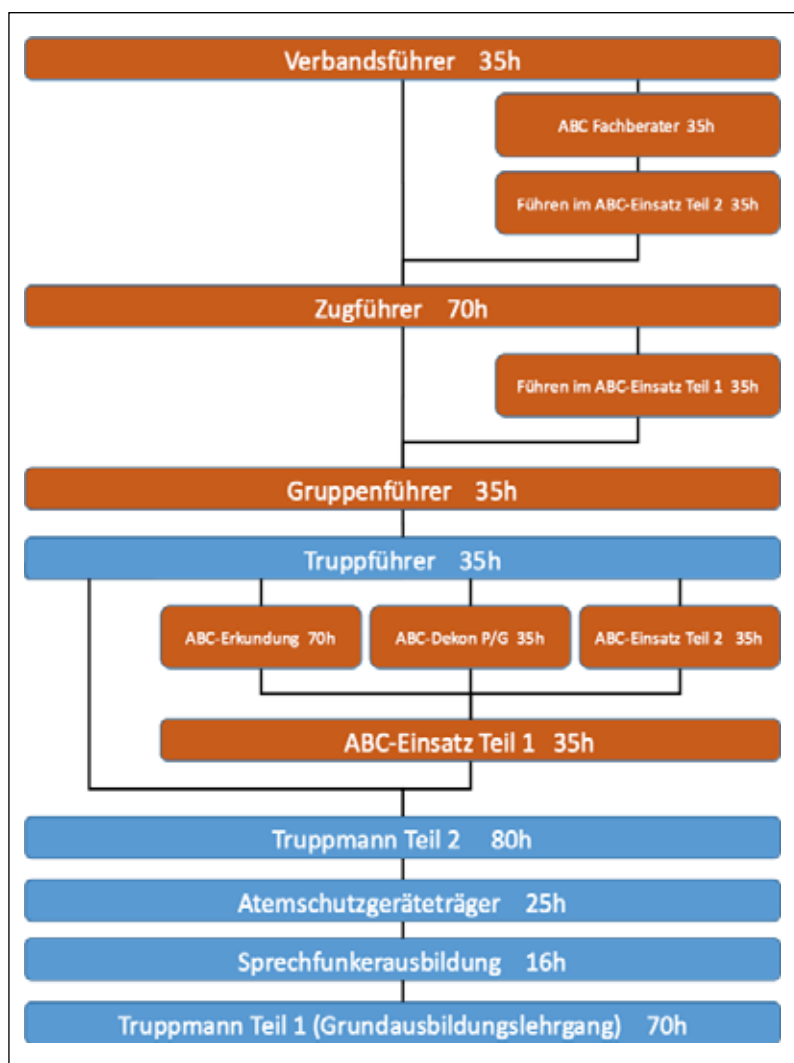 Verbandsführer 35h
ABC Fachberater 35h
Führen im ABC-Einsatz Teil 2 35h
Zugführer 70h
Führen im ABC-Einsatz Teil 1 35h
Gruppenführer 35h
Truppführer 35h
ABC-Erkundung 70h
ABC-Dekon P/G 35h
ABC-Einsatz Teil 2 35h
ABC-Einsatz Teil 1 35h
Truppmann Teil 2 80h
Atemschutzgeräteträger 25h
Sprechfunkerausbildung 16h
Truppmann Teil 1 (Grundausbildungslehrgang) 70h